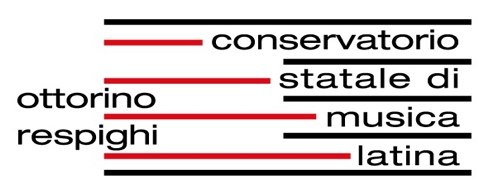 conservatorio
statale di
musica
latina
ottorino
respighi